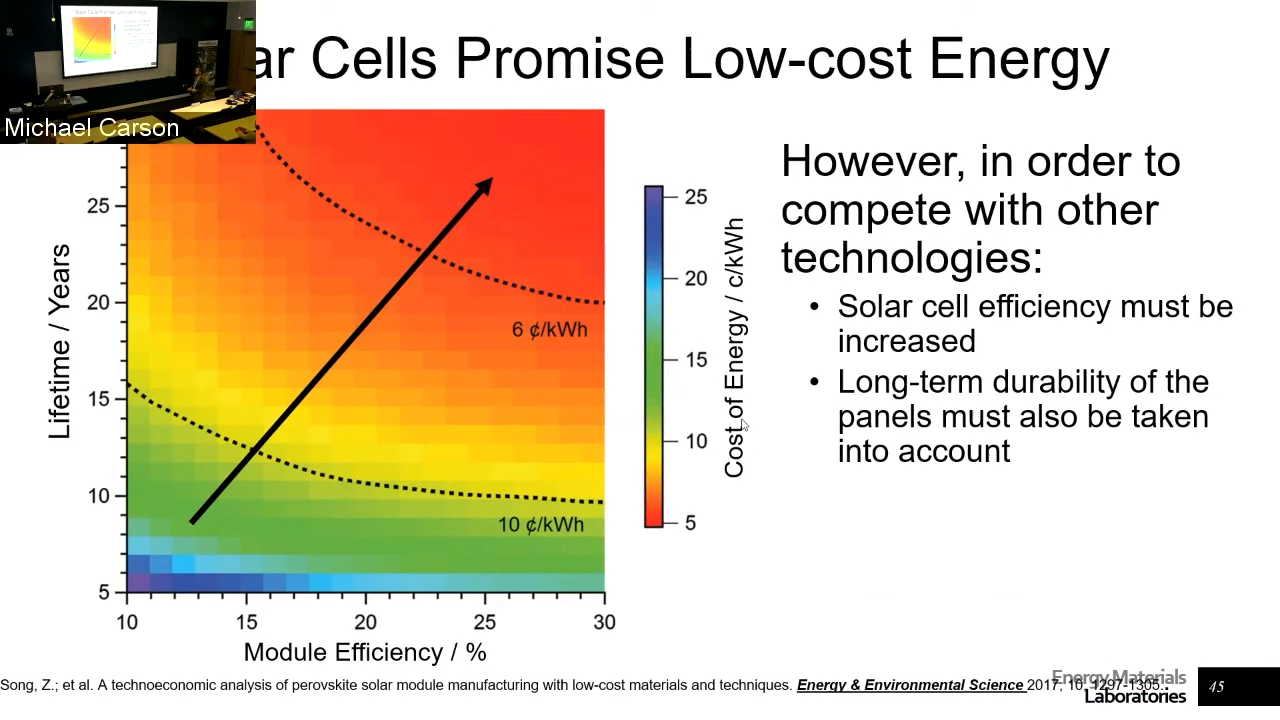 ar Cells Promise Low-cost Energy
Michael Carson
However, in order to
compete with other
technologies:
• Solar cell efficiency must be
increased
• Long-term durability of the
panels must also be taken
into account
Lifetime / Years
25
20
15
10
5
6 ¢/kWh
10 ¢/kWh
10 15 20 25 30
Module Efficiency / %
25
20
15
10
5
Cost of Energy / c/kWh
Song, Z.; et al. A technoeconomic analysis of perovskite solar module manufacturing with low-cost materials and techniques. Energy & Environmental Science 2017, 10, 1297-1305.
Energy Materials
Laboratories
45